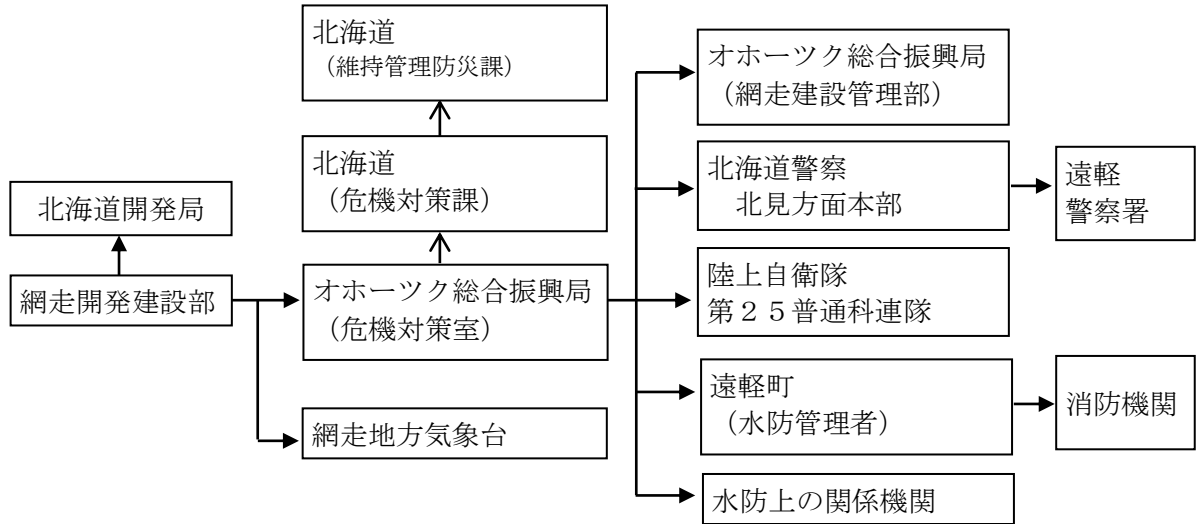 北海道
（維持管理防災課）
北海道
（危機対策課）
北海道開発局
網走開発建設部
オホーツク総合振興局
（危機対策室）
網走地方気象台
オホーツク総合振興局
（網走建設管理部）
北海道警察
北見方面本部
遠軽
警察署
陸上自衛隊
第２５普通科連隊
遠軽町
（水防管理者）
消防機関
水防上の関係機関